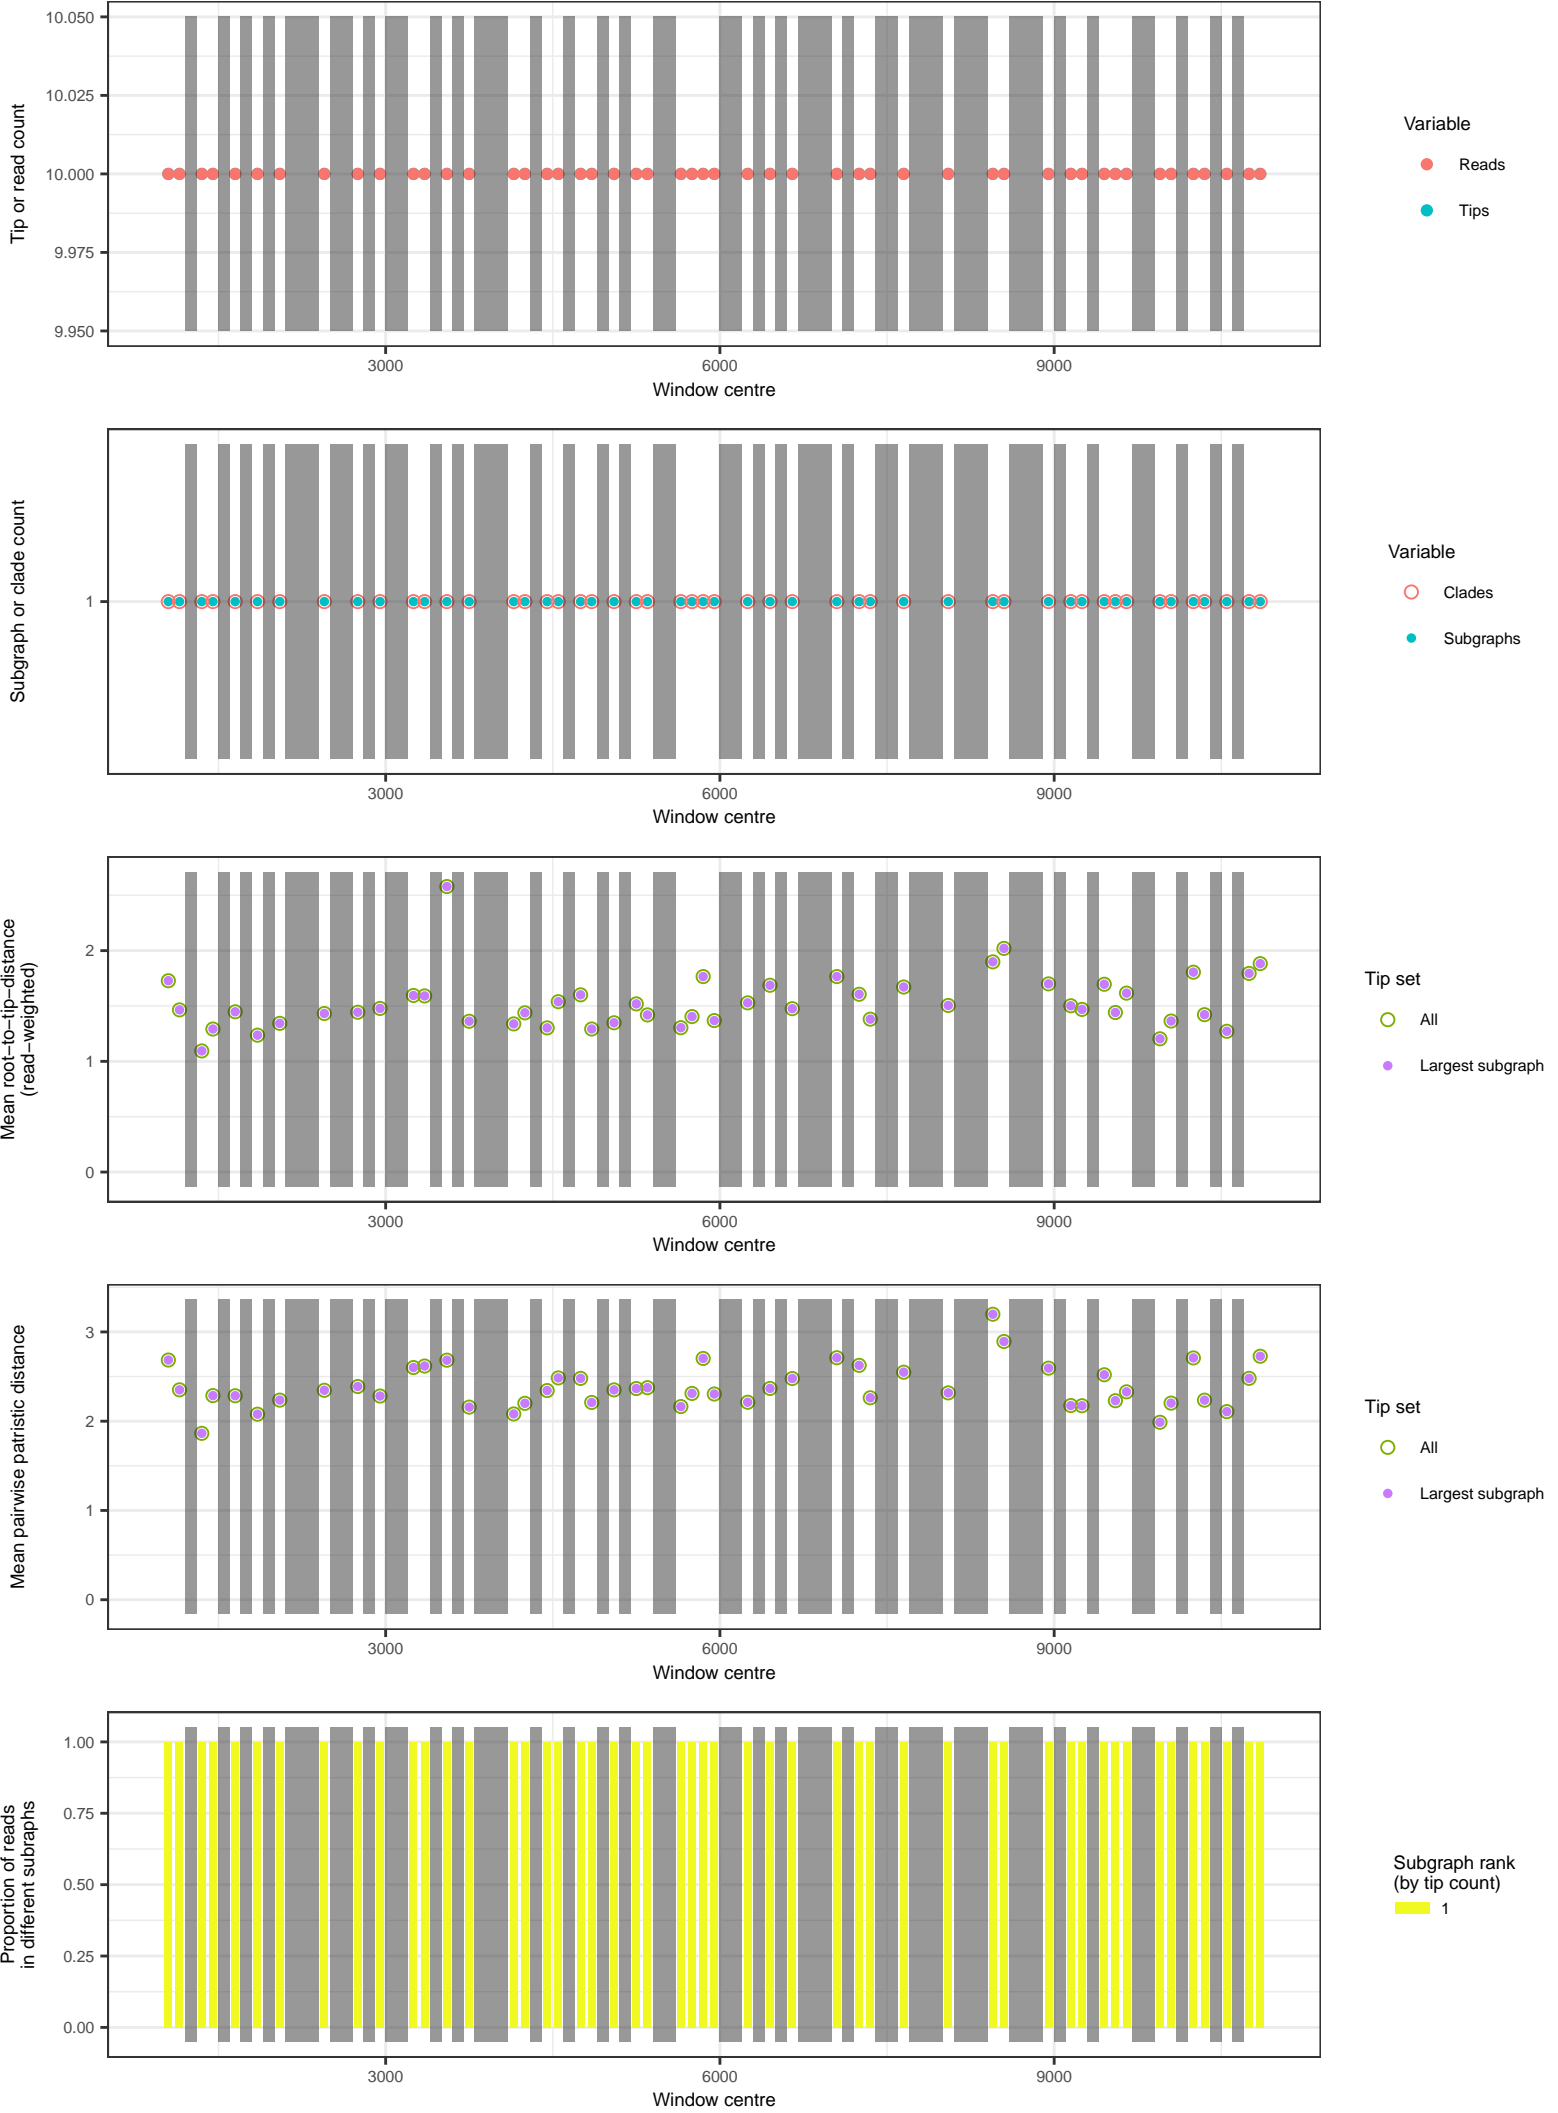 10.050
10.025
10.000
9.975
9.950
Tip or read count
3000
6000
9000
Window centre
Variable
Reads
Tips
1
Subgraph or clade count
3000
6000
9000
Window centre
Variable
Clades
Subgraphs
2
1
0
Mean root−to−tip−distance
(read−weighted)
3000
6000
9000
Window centre
Tip set
All
Largest subgraph
3
2
1
0
Mean pairwise patristic distance
3000
6000
9000
Window centre
Tip set
All
Largest subgraph
1.00
0.75
0.50
0.25
0.00
Proportion of reads
in different subraphs
3000
6000
9000
Window centre
Subgraph rank
(by tip count)
1